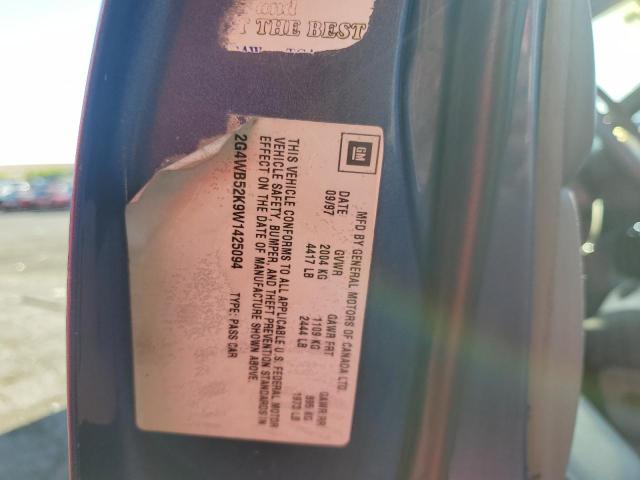 and
T THE BEST
GM
MFD BY GENERAL MOTORS OF CANADA LTD.
DATE GVWR GAWR FRT GAWR RR
09/97 2004 KG 1109 KG 895 KG
4417 LB 2444 LB 1973 LB
THIS VEHICLE CONFORMS TO ALL APPLICABLE U.S. FEDERAL MOTOR
VEHICLE SAFETY, BUMPER, AND THEFT PREVENTION STANDARDS IN
EFFECT ON THE DATE OF MANUFACTURE SHOWN ABOVE.
2G4WB52K9W1425094 TYPE: PASS CAR